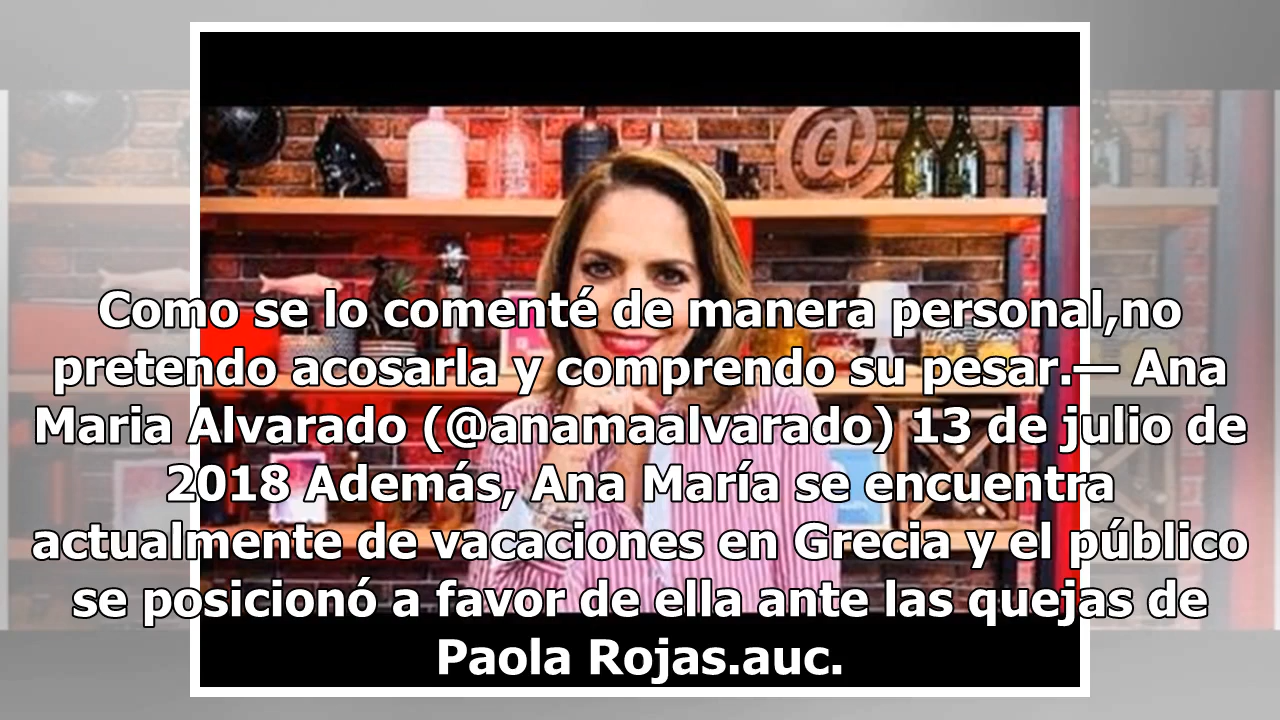 Como se lo comenté de manera personal,no
pretendo acosarla y comprendo su pesar.— Ana
Maria Alvarado (@anamaalvarado) 13 de julio de
2018 Además, Ana María se encuentra
actualmente de vacaciones en Grecia y el público
se posicionó a favor de ella ante las quejas de
Paola Rojas.auc.